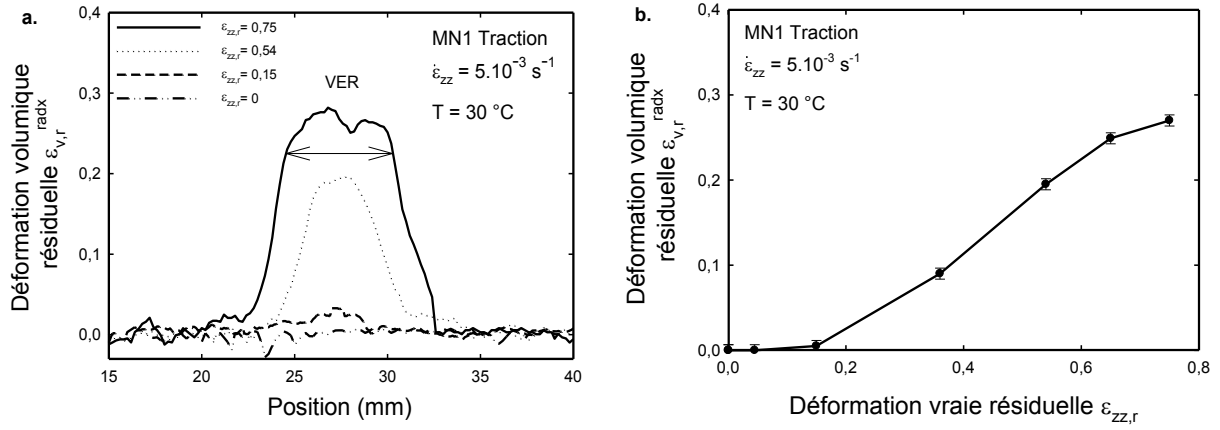 a.
Déformation volumique
résiduelle ε_v,r^radx
0,4
0,3
0,2
0,1
0,0
ε_zz,r = 0,75
ε_zz,r = 0,54
ε_zz,r = 0,15
ε_zz,r = 0
VER
MN1 Traction
ε̇_zz = 5.10⁻³ s⁻¹
T = 30 °C
15 20 25 30 35 40
Position (mm)
b.
Déformation volumique
résiduelle ε_v,r^radx
0,4
0,3
0,2
0,1
0,0
MN1 Traction
ε̇_zz = 5.10⁻³ s⁻¹
T = 30 °C
0,0 0,2 0,4 0,6 0,8
Déformation vraie résiduelle ε_zz,r